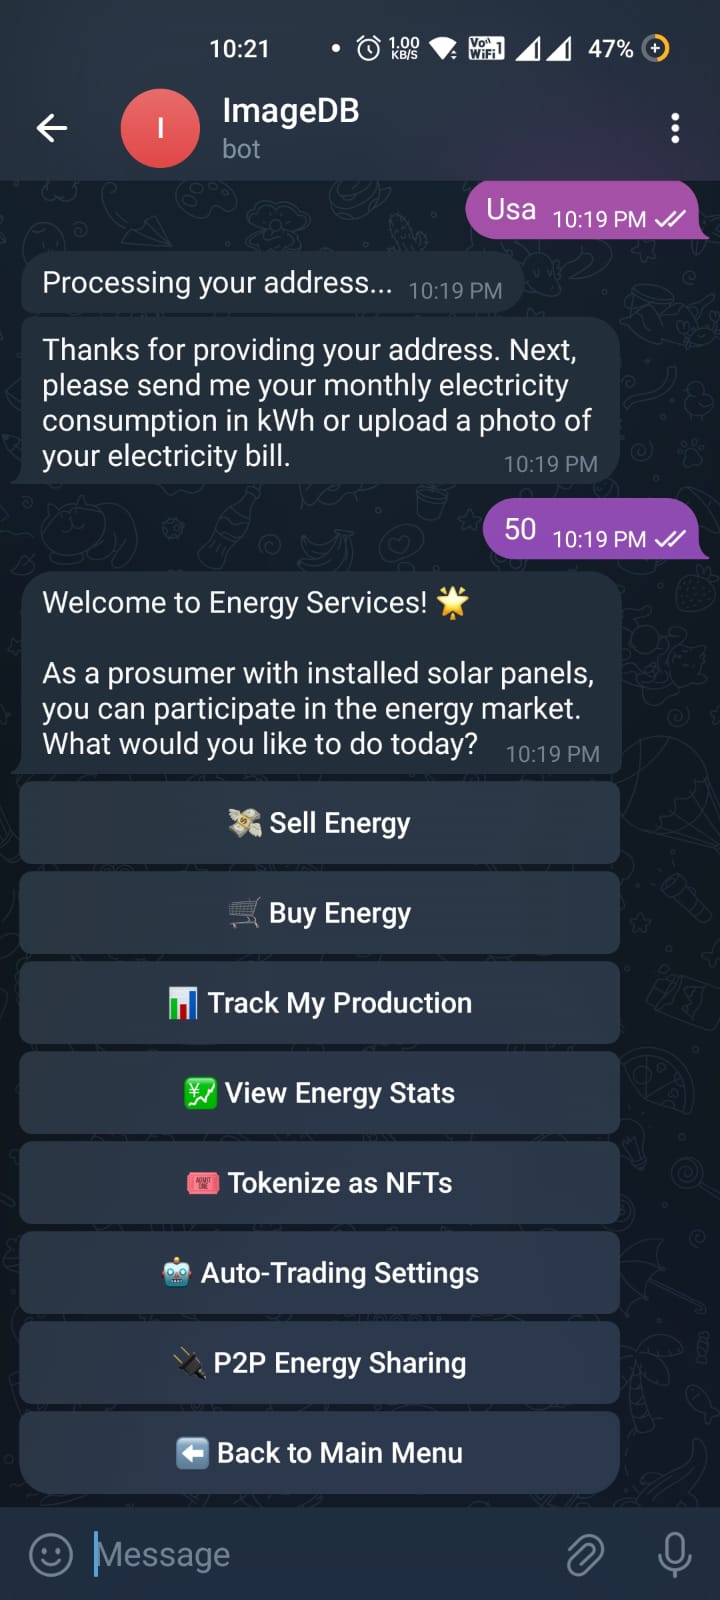 10:21
1.00
KB/S
Vo))
WiFi 1
47%
I
ImageDB
bot
Usa 10:19 PM
Processing your address... 10:19 PM
Thanks for providing your address. Next,
please send me your monthly electricity
consumption in kWh or upload a photo of
your electricity bill. 10:19 PM
50 10:19 PM
Welcome to Energy Services! 🌟
As a prosumer with installed solar panels,
you can participate in the energy market.
What would you like to do today? 10:19 PM
💸 Sell Energy
🛒 Buy Energy
📊 Track My Production
💹 View Energy Stats
🎟 Tokenize as NFTs
🤖 Auto-Trading Settings
🔌 P2P Energy Sharing
⬅️ Back to Main Menu
Message